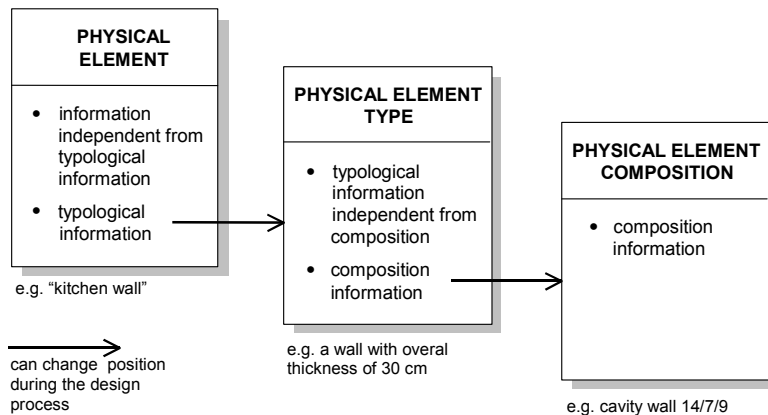 PHYSICAL
ELEMENT
• information
independent from
typological
information
• typological
information
e.g. “kitchen wall”
PHYSICAL ELEMENT
TYPE
• typological
information
independent from
composition
• composition
information
e.g. a wall with overal
thickness of 30 cm
PHYSICAL ELEMENT
COMPOSITION
• composition
information
e.g. cavity wall 14/7/9
can change position
during the design
process